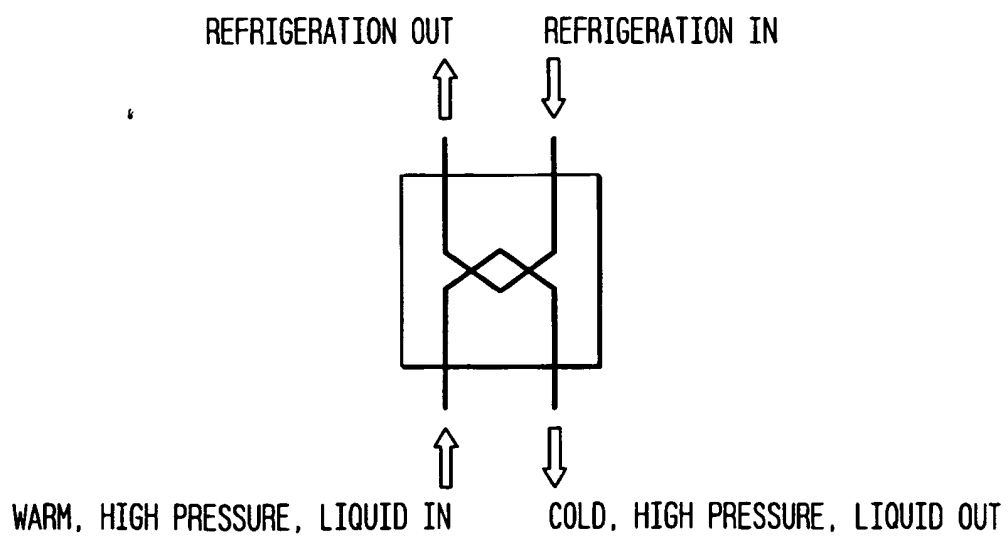 REFRIGERATION OUT
REFRIGERATION IN
WARM, HIGH PRESSURE, LIQUID IN
COLD, HIGH PRESSURE, LIQUID OUT